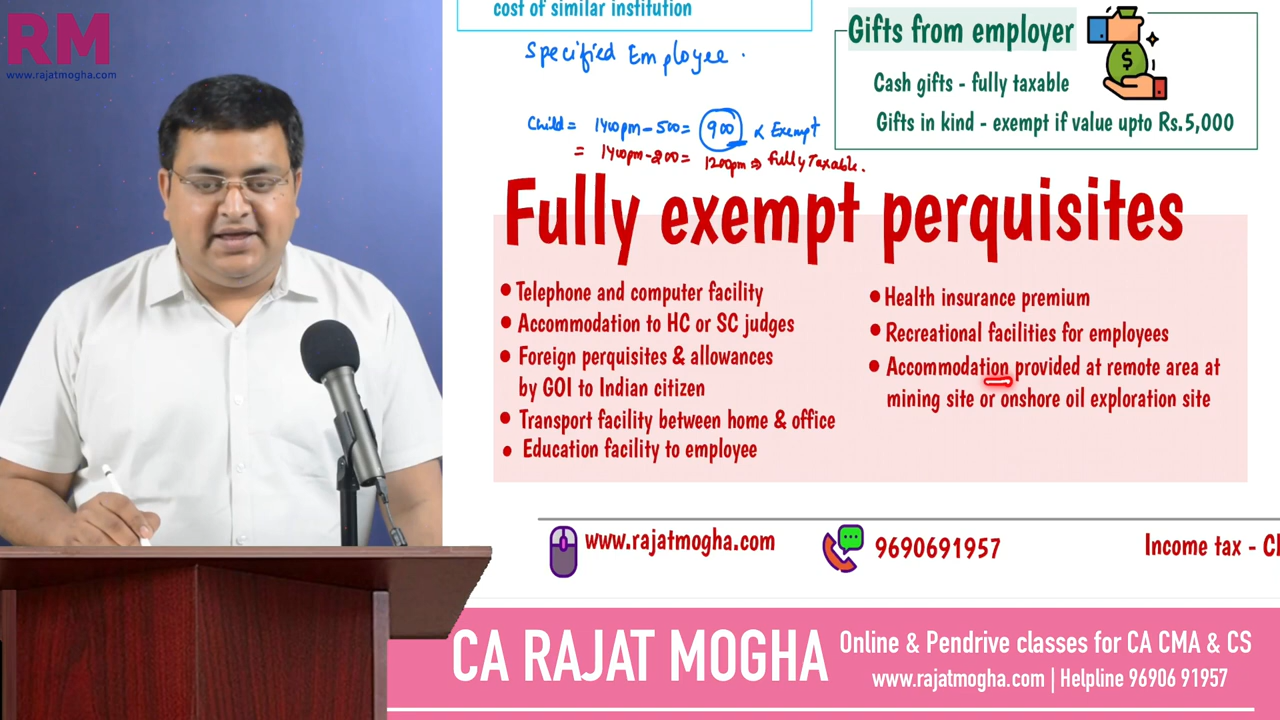 RM
www.rajatmogha.com
cost of similar institution
Specified Employee.
Child = 1400pm - 500 = 900 Exempt
= 1400pm - 200 = 1200pm ⇒ Fully Taxable.
Gifts from employer
Cash gifts - fully taxable
Gifts in kind - exempt if value upto Rs.5,000
Fully exempt perquisites
• Telephone and computer facility
• Accommodation to HC or SC judges
• Foreign perquisites & allowances
by GOI to Indian citizen
• Transport facility between home & office
• Education facility to employee
• Health insurance premium
• Recreational facilities for employees
• Accommodation provided at remote area at
mining site or onshore oil exploration site
www.rajatmogha.com
9690691957
Income tax -
CA RAJAT MOGHA
Online & Pendrive classes for CA CMA & CS
www.rajatmogha.com | Helpline 96906 91957